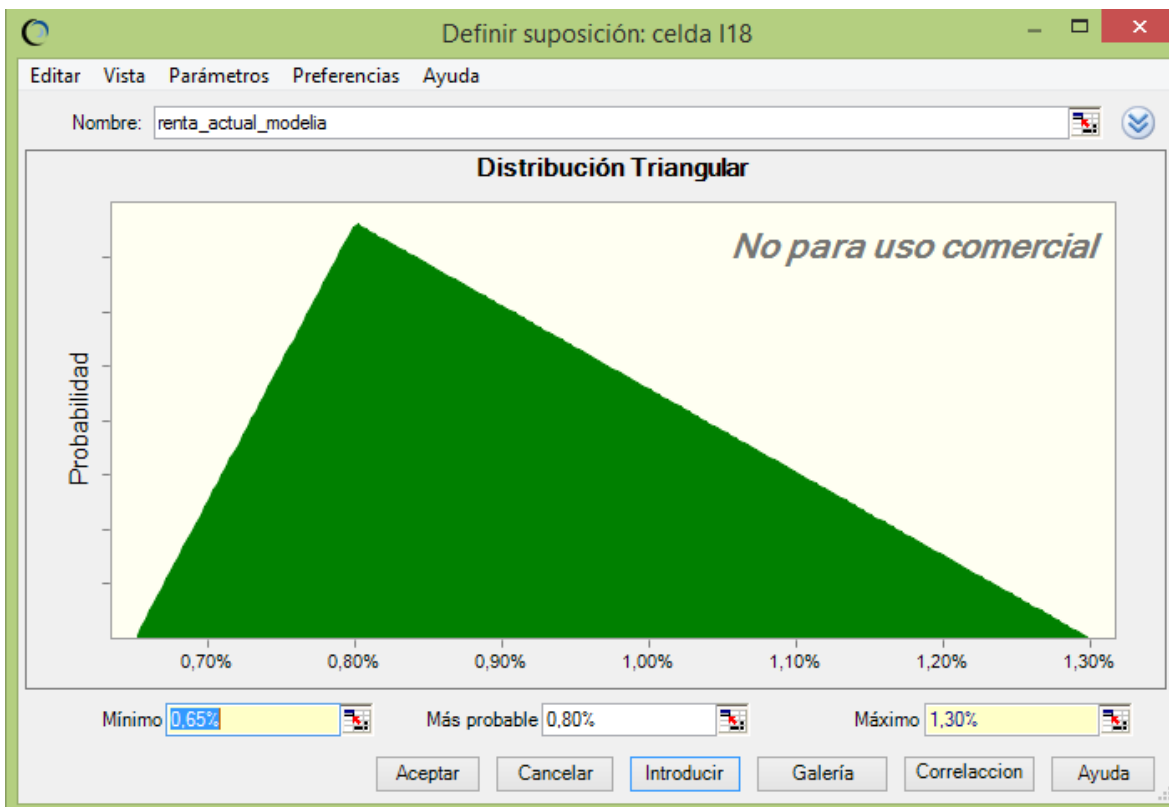 Definir suposición: celda I18
Editar Vista Parámetros Preferencias Ayuda
Nombre: renta_actual_modelia
Distribución Triangular
No para uso comercial
Probabilidad
0,70% 0,80% 0,90% 1,00% 1,10% 1,20% 1,30%
Mínimo 0,65% Más probable 0,80% Máximo 1,30%
Aceptar Cancelar Introducir Galería Correlaccion Ayuda